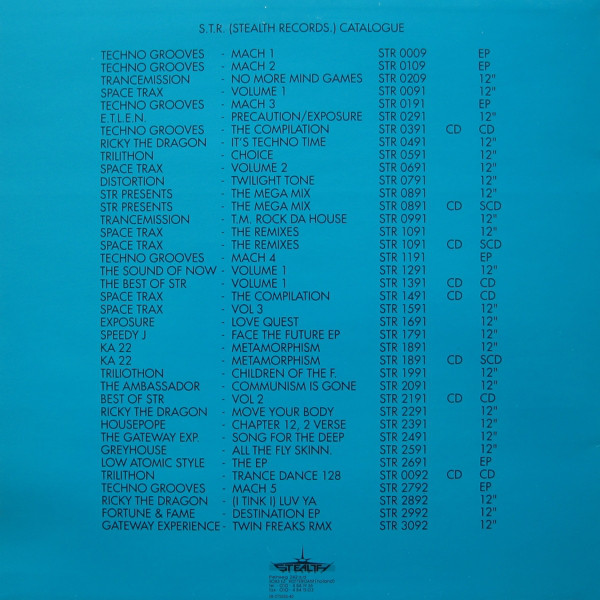 S.T.R. (STEALTH RECORDS.) CATALOGUE
TECHNO GROOVES - MACH 1 STR 0009 EP
TECHNO GROOVES - MACH 2 STR 0109 EP
TRANCEMISSION - NO MORE MIND GAMES STR 0209 12"
SPACE TRAX - VOLUME 1 STR 0091 12"
TECHNO GROOVES - MACH 3 STR 0191 EP
E.T.L.E.N. - PRECAUTION/EXPOSURE STR 0291 12"
TECHNO GROOVES - THE COMPILATION STR 0391 CD CD
RICKY THE DRAGON - IT'S TECHNO TIME STR 0491 12"
TRILITHON - CHOICE STR 0591 12"
SPACE TRAX - VOLUME 2 STR 0691 12"
DISTORTION - TWILIGHT TONE STR 0791 12"
STR PRESENTS - THE MEGA MIX STR 0891 12"
STR PRESENTS - THE MEGA MIX STR 0891 CD SCD
TRANCEMISSION - T.M. ROCK DA HOUSE STR 0991 12"
SPACE TRAX - THE REMIXES STR 1091 12"
SPACE TRAX - THE REMIXES STR 1091 CD SCD
TECHNO GROOVES - MACH 4 STR 1191 EP
THE SOUND OF NOW - VOLUME 1 STR 1291 12"
THE BEST OF STR - VOLUME 1 STR 1391 CD CD
SPACE TRAX - THE COMPILATION STR 1491 CD CD
SPACE TRAX - VOL 3 STR 1591 12"
EXPOSURE - LOVE QUEST STR 1691 12"
SPEEDY J - FACE THE FUTURE EP STR 1791 12"
KA 22 - METAMORPHISM STR 1891 12"
KA 22 - METAMORPHISM STR 1891 CD SCD
TRILIOTHON - CHILDREN OF THE F. STR 1991 12"
THE AMBASSADOR - COMMUNISM IS GONE STR 2091 12"
BEST OF STR - VOL 2 STR 2191 CD CD
RICKY THE DRAGON - MOVE YOUR BODY STR 2291 12"
HOUSEPOPE - CHAPTER 12, 2 VERSE STR 2391 12"
THE GATEWAY EXP. - SONG FOR THE DEEP STR 2491 12"
GREYHOUSE - ALL THE FLY SKINN. STR 2591 12"
LOW ATOMIC STYLE - THE EP STR 2691 EP
TRILITHON - TRANCE DANCE 128 STR 0092 CD CD
TECHNO GROOVES - MACH 5 STR 2792 EP
RICKY THE DRAGON - (I TINK I) LUV YA STR 2892 12"
FORTUNE & FAME - DESTINATION EP STR 2992 12"
GATEWAY EXPERIENCE - TWIN FREAKS RMX STR 3092 12"
STEALTH